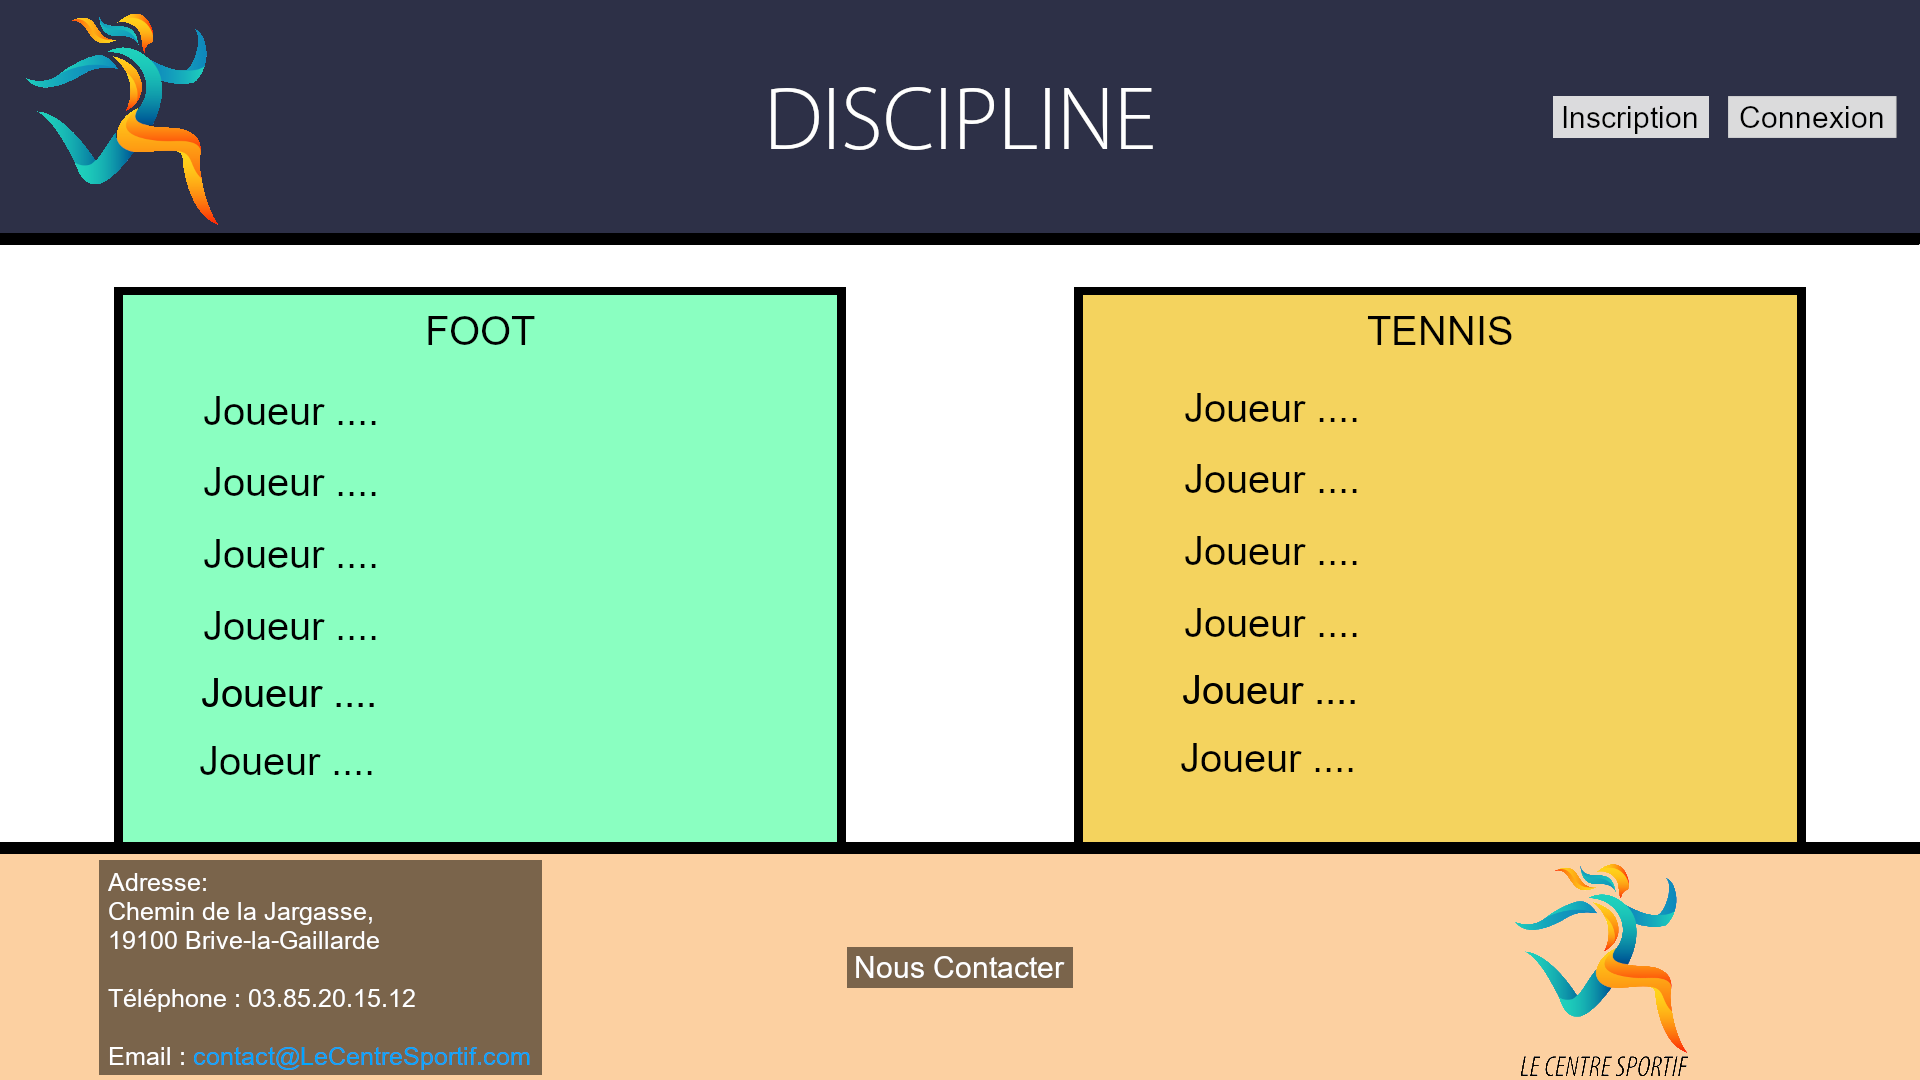 DISCIPLINE
Inscription
Connexion
FOOT
Joueur ....
Joueur ....
Joueur ....
Joueur ....
Joueur ....
Joueur ....
TENNIS
Joueur ....
Joueur ....
Joueur ....
Joueur ....
Joueur ....
Joueur ....
Adresse:
Chemin de la Jargasse,
19100 Brive-la-Gaillarde
Téléphone : 03.85.20.15.12
Email : contact@LeCentreSportif.com
Nous Contacter
LE CENTRE SPORTIF